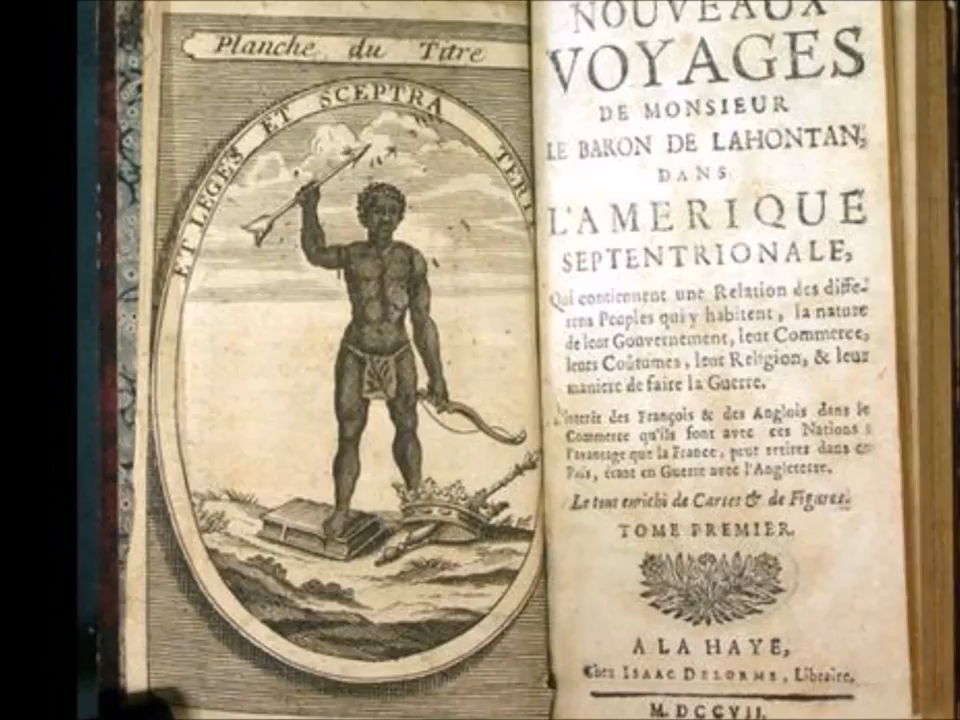 Planche du Titre
ET LEGES ET SCEPTRA TERI
NOUVEAUX
VOYAGES
DE MONSIEUR
LE BARON DE LAHONTAN,
DANS
L'AMERIQUE
SEPTENTRIONALE,
Qui contiennent une Relation des diffe-
rens Peuples qui y habitent, la nature
de leur Gouvernement, leur Commerce,
leurs Coûtumes, leur Religion, & leur
maniere de faire la Guerre.
L'interêt des François & des Anglois dans le
Commerce qu'ils font avec ces Nations
l'avantage que la France, peut retirer dans ce
Païs, étant en Guerre avec l'Angleterre.
Le tout enrichi de Cartes & de Figures.
TOME PREMIER.
A LA HAYE,
Chez ISAAC DELORME, Libraire.
M. DCCVII.